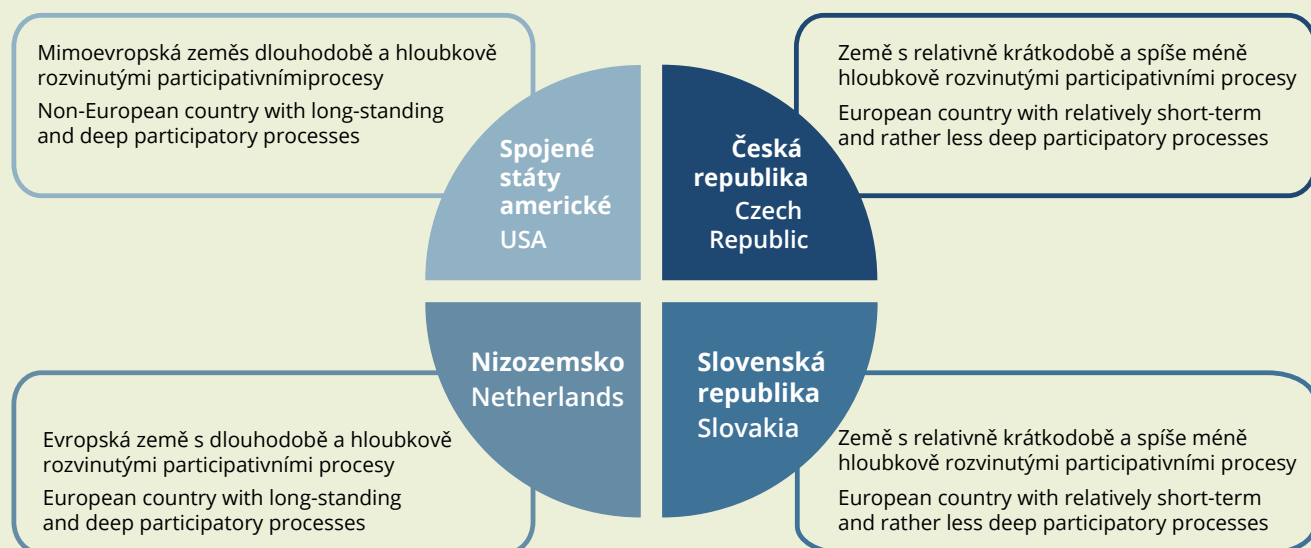 Mimoevropská zeměs dlouhodobě a hloubkově
rozvinutými participativnímiprocesy
Non-European country with long-standing
and deep participatory processes
Spojené
státy
americké
USA
Česká
republika
Czech
Republic
Země s relativně krátkodobě a spíše méně
hloubkově rozvinutými participativními procesy
European country with relatively short-term
and rather less deep participatory processes
Evropská země s dlouhodobě a hloubkově
rozvinutými participativními procesy
European country with long-standing
and deep participatory processes
Nizozemsko
Netherlands
Slovenská
republika
Slovakia
Země s relativně krátkodobě a spíše méně
hloubkově rozvinutými participativními procesy
European country with relatively short-term
and rather less deep participatory processes